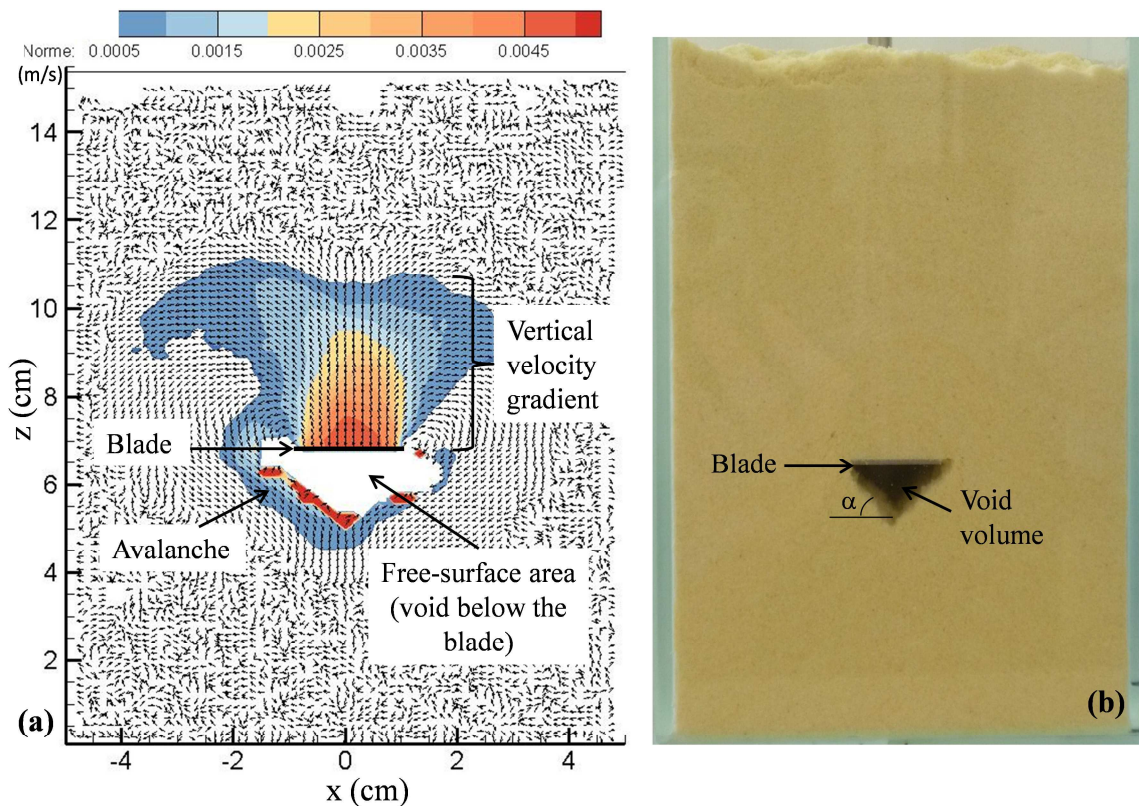 Norme: 0.0005 0.0015 0.0025 0.0035 0.0045
(m/s)
14
12
10
8
6
4
2
z (cm)
-4 -2 0 2 4
x (cm)
Vertical
velocity
gradient
Blade
Avalanche
Free-surface area
(void below the
blade)
(a)
Blade
α
Void
volume
(b)